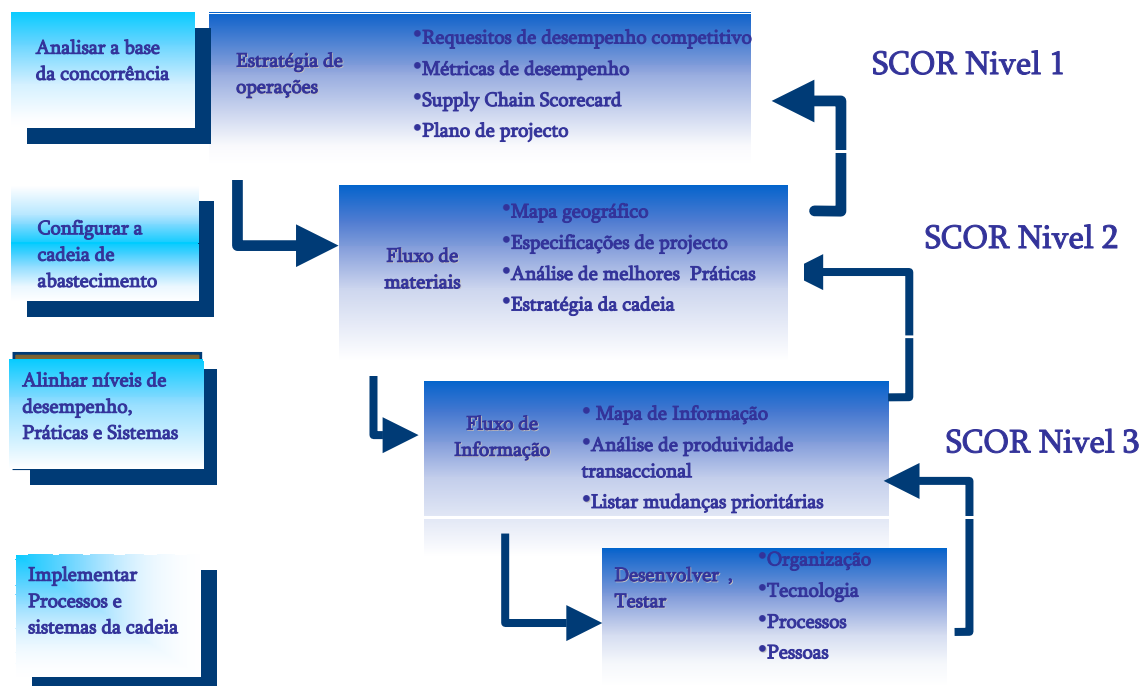 Analisar a base
da concorrência
Estratégia de
operações
•Requesitos de desempenho competitivo
•Métricas de desempenho
•Supply Chain Scorecard
•Plano de projecto
SCOR Nivel 1
Configurar a
cadeia de
abastecimento
Fluxo de
materiais
•Mapa geográfico
•Especificações de projecto
•Análise de melhores Práticas
•Estratégia da cadeia
SCOR Nivel 2
Alinhar níveis de
desempenho,
Práticas e Sistemas
Fluxo de
Informação
• Mapa de Informação
•Análise de produividade
transaccional
•Listar mudanças prioritárias
SCOR Nivel 3
Implementar
Processos e
sistemas da cadeia
Desenvolver ,
Testar
•Organização
•Tecnologia
•Processos
•Pessoas